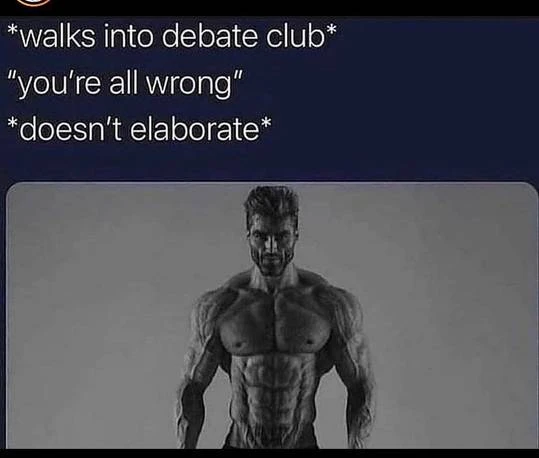 *walks into debate club*
"you're all wrong"
*doesn't elaborate*